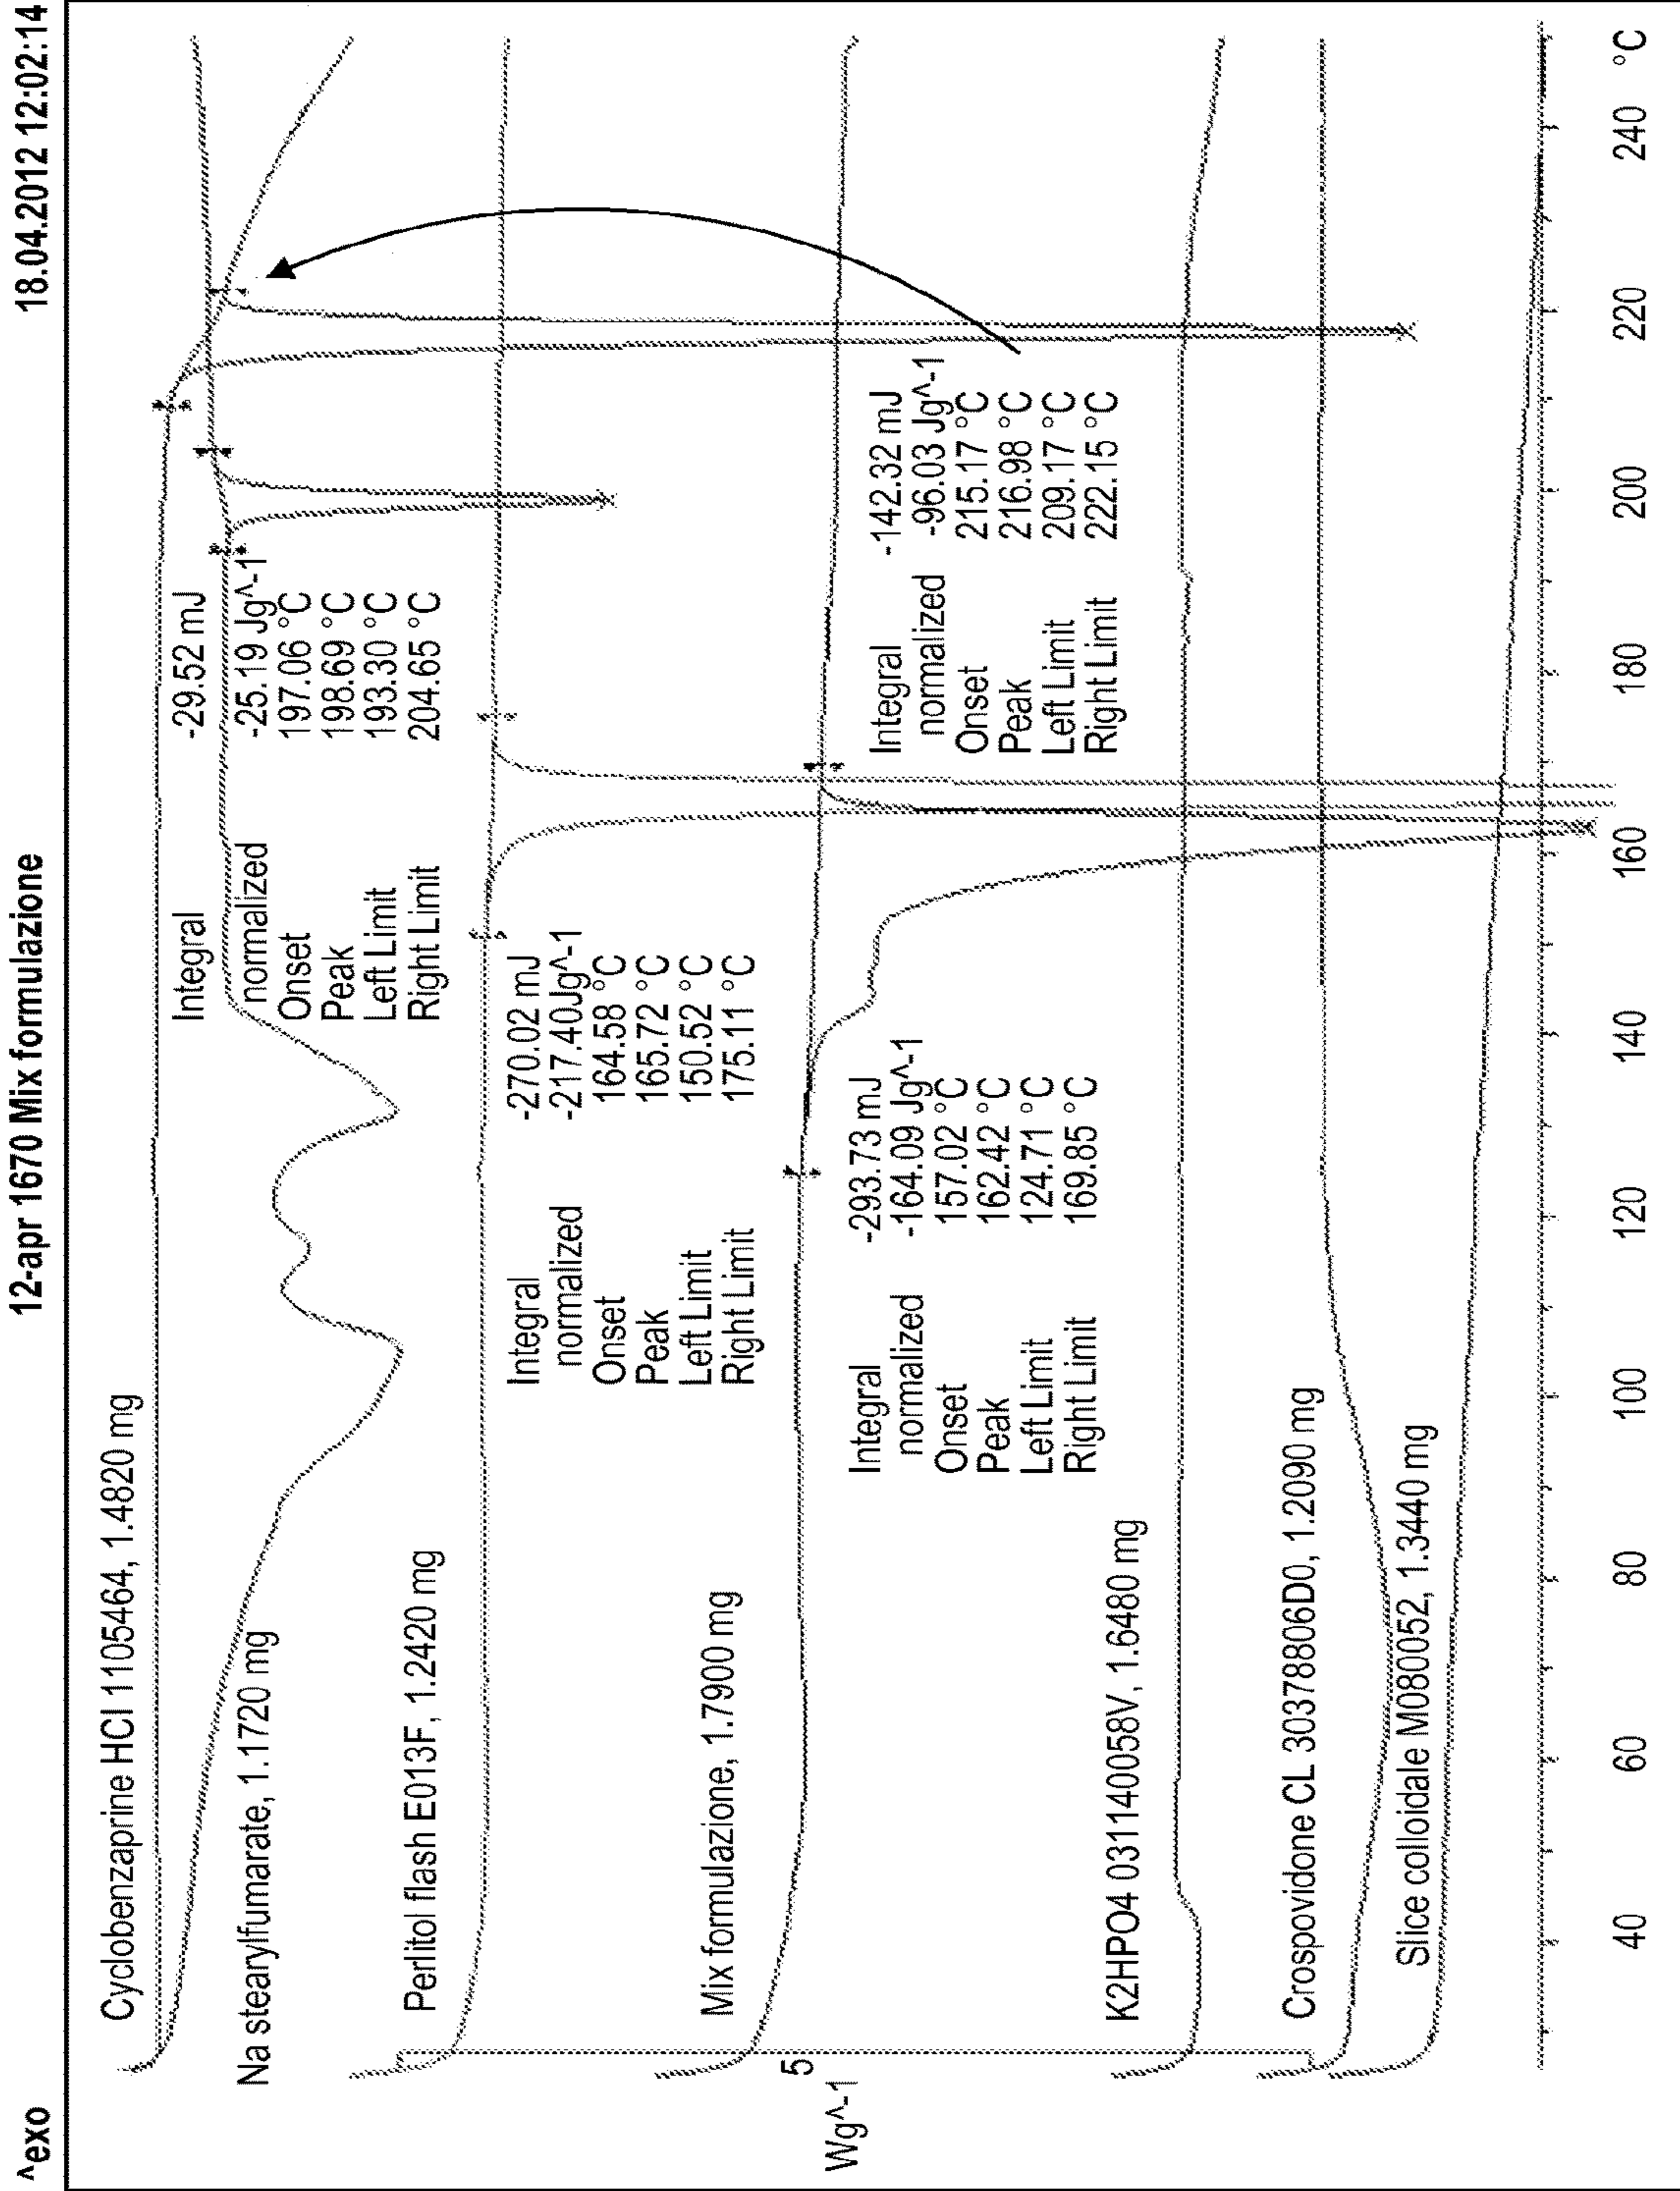 ^exo
12-apr 1670 Mix formulazione
18.04.2012 12:02:14
Cyclobenzaprine HCl 105464, 1.4820 mg
Integral -29.52 mJ
normalized -25.19 Jg^-1
Onset 197.06 °C
Peak 198.69 °C
Left Limit 193.30 °C
Right Limit 204.65 °C
Na stearylfumarate, 1.1720 mg
Perlitol flash E013F, 1.2420 mg
Integral -270.02 mJ
normalized -217.40Jg^-1
Onset 164.58 °C
Peak 165.72 °C
Left Limit 150.52 °C
Right Limit 175.11 °C
Mix formulazione, 1.7900 mg
Integral -293.73 mJ
normalized -164.09 Jg^-1
Onset 157.02 °C
Peak 162.42 °C
Left Limit 124.71 °C
Right Limit 169.85 °C
Integral -142.32 mJ
normalized -96.03 Jg^-1
Onset 215.17 °C
Peak 216.98 °C
Left Limit 209.17 °C
Right Limit 222.15 °C
5
Wg^-1
K2HPO4 031140058V, 1.6480 mg
Crospovidone CL 30378806D0, 1.2090 mg
Slice colloidale M080052, 1.3440 mg
40 60 80 100 120 140 160 180 200 220 240 °C